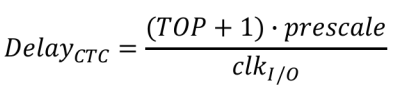 Delay_CTC = ((TOP + 1) · prescale) / clk_I/O